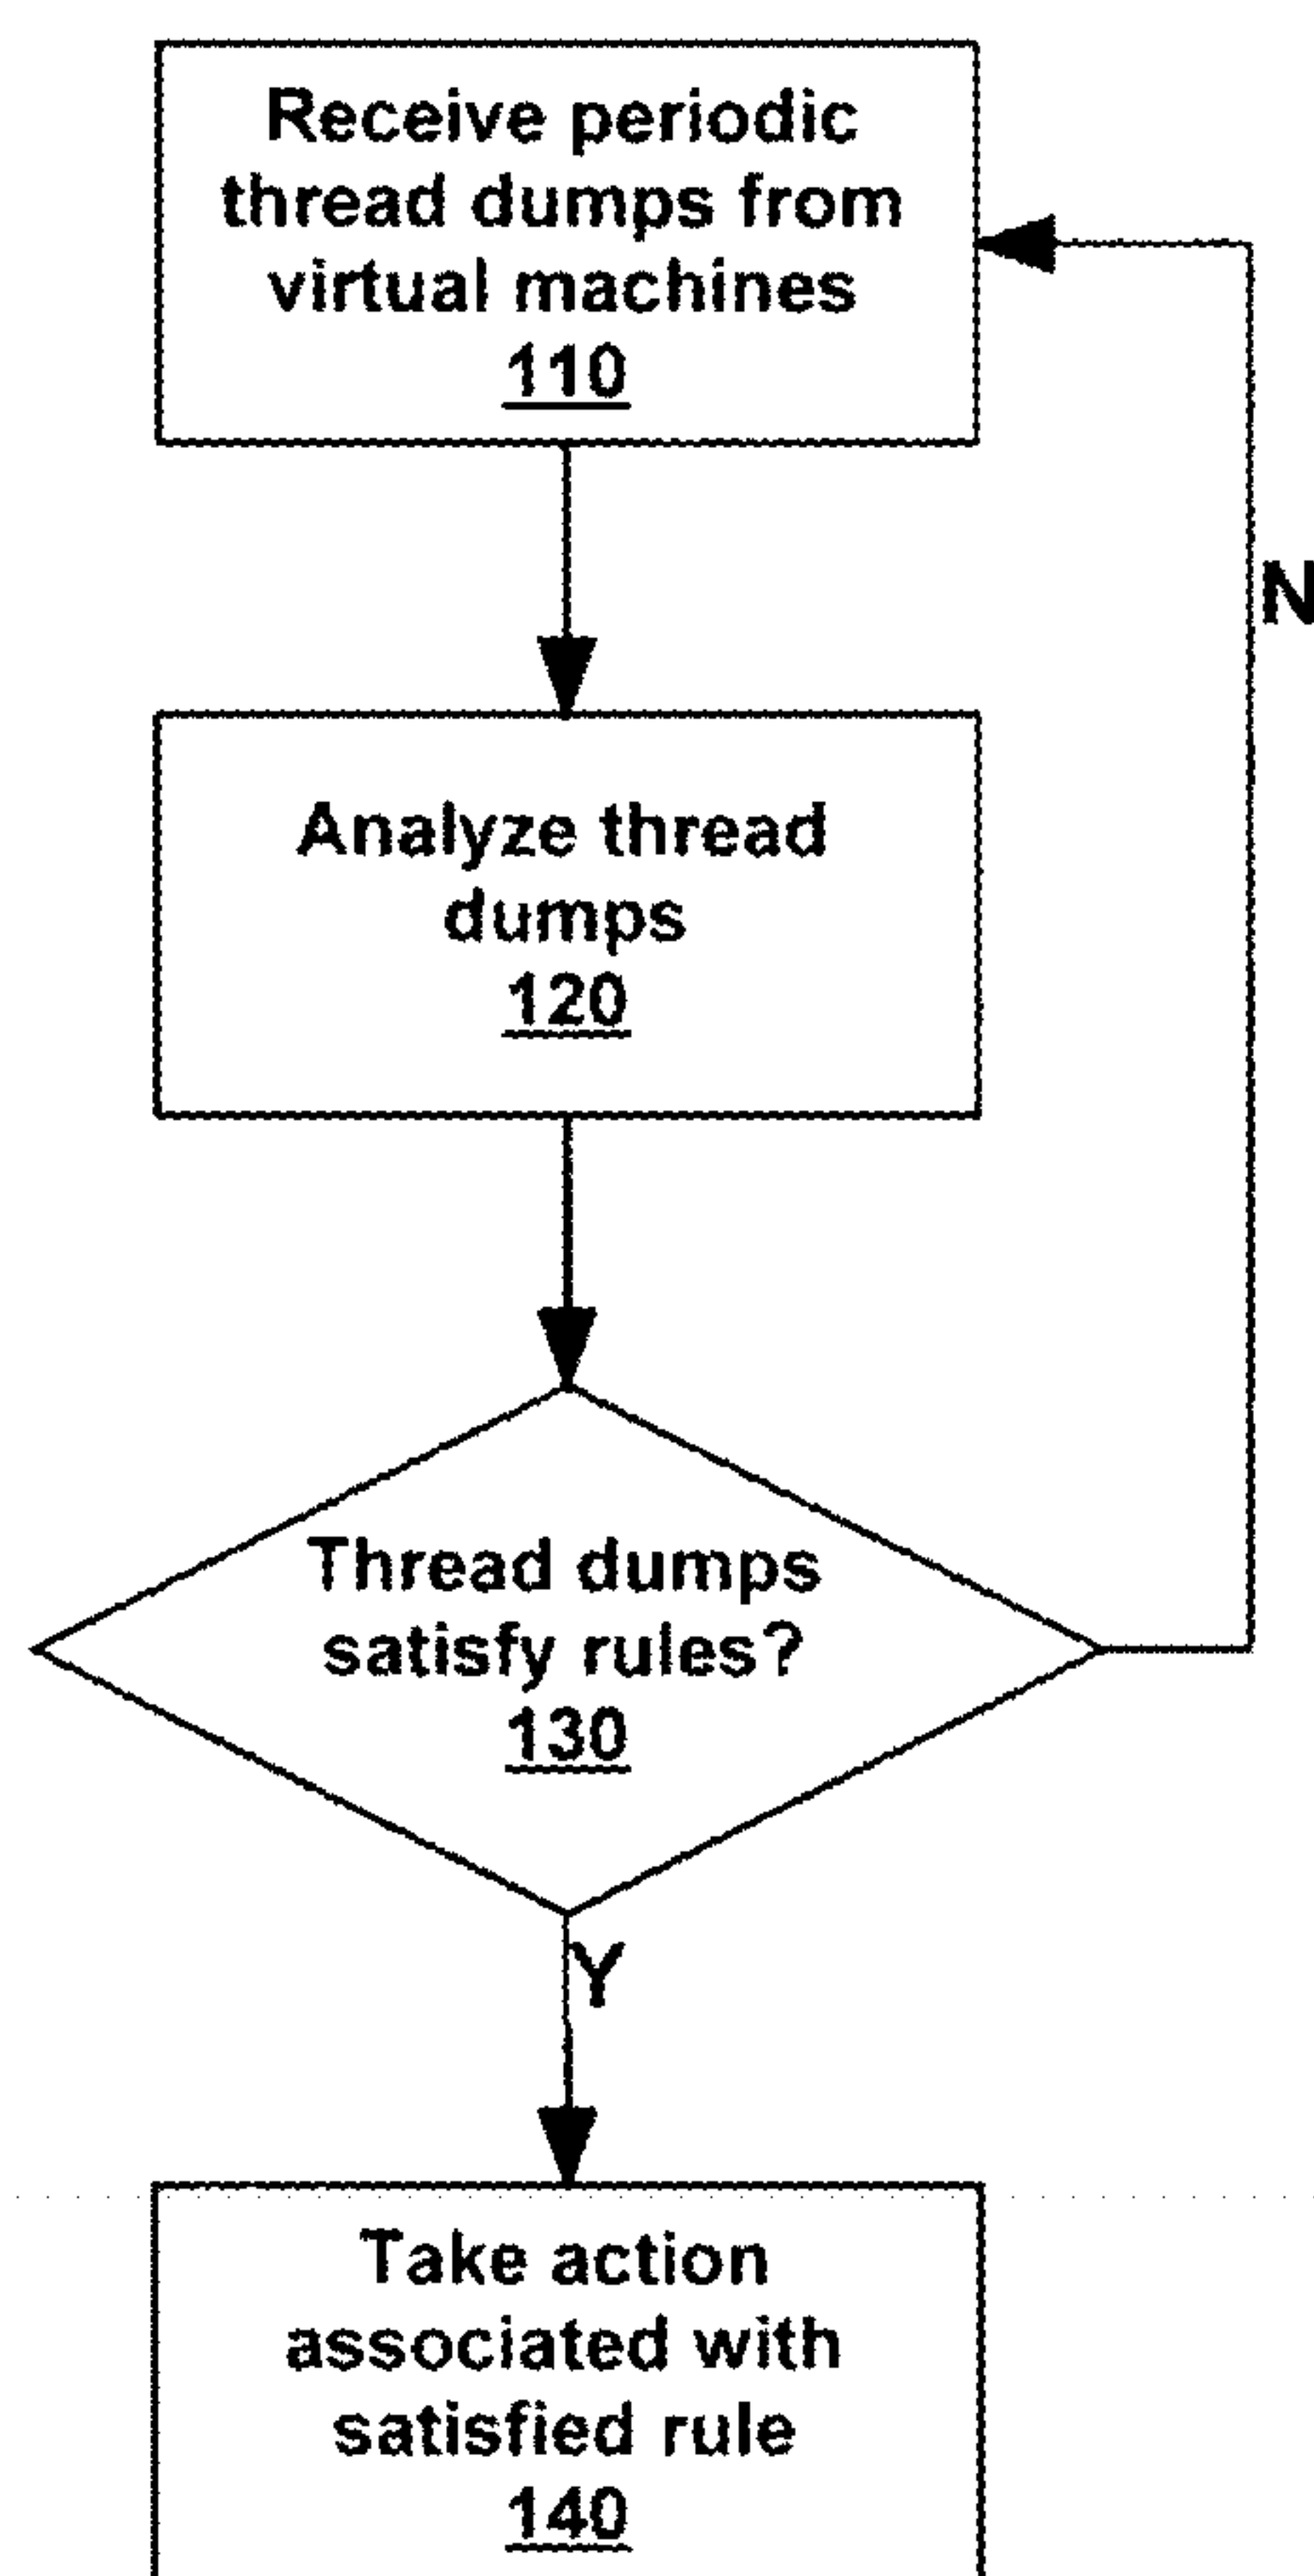 Receive periodic
thread dumps from
virtual machines
110
N
Analyze thread
dumps
120
Thread dumps
satisfy rules?
130
Y
Take action
associated with
satisfied rule
140